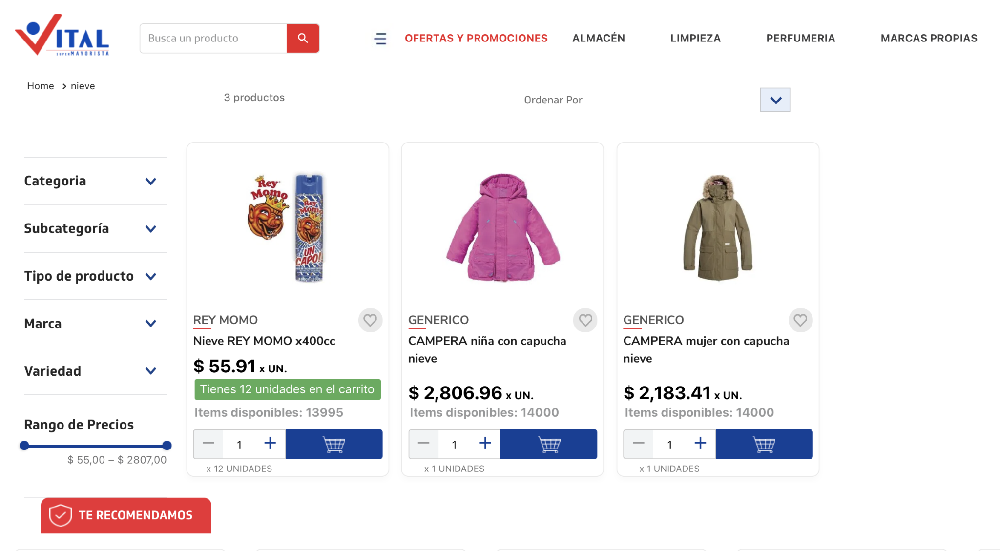 VITAL
SUPERMAYORISTA
Busca un producto
OFERTAS Y PROMOCIONES
ALMACÉN
LIMPIEZA
PERFUMERIA
MARCAS PROPIAS
Home
nieve
3 productos
Ordenar Por
Categoria
Subcategoría
Tipo de producto
Marca
Variedad
Rango de Precios
$ 55,00 – $ 2807,00
Rey
Momo
Rey
Momo
UN
CAPO!!
REY MOMO
Nieve REY MOMO x400cc
$ 55.91 x UN.
Tienes 12 unidades en el carrito
Items disponibles: 13995
1
x 12 UNIDADES
GENERICO
CAMPERA niña con capucha
nieve
$ 2,806.96 x UN.
Items disponibles: 14000
1
x 1 UNIDADES
GENERICO
CAMPERA mujer con capucha
nieve
$ 2,183.41 x UN.
Items disponibles: 14000
1
x 1 UNIDADES
TE RECOMENDAMOS